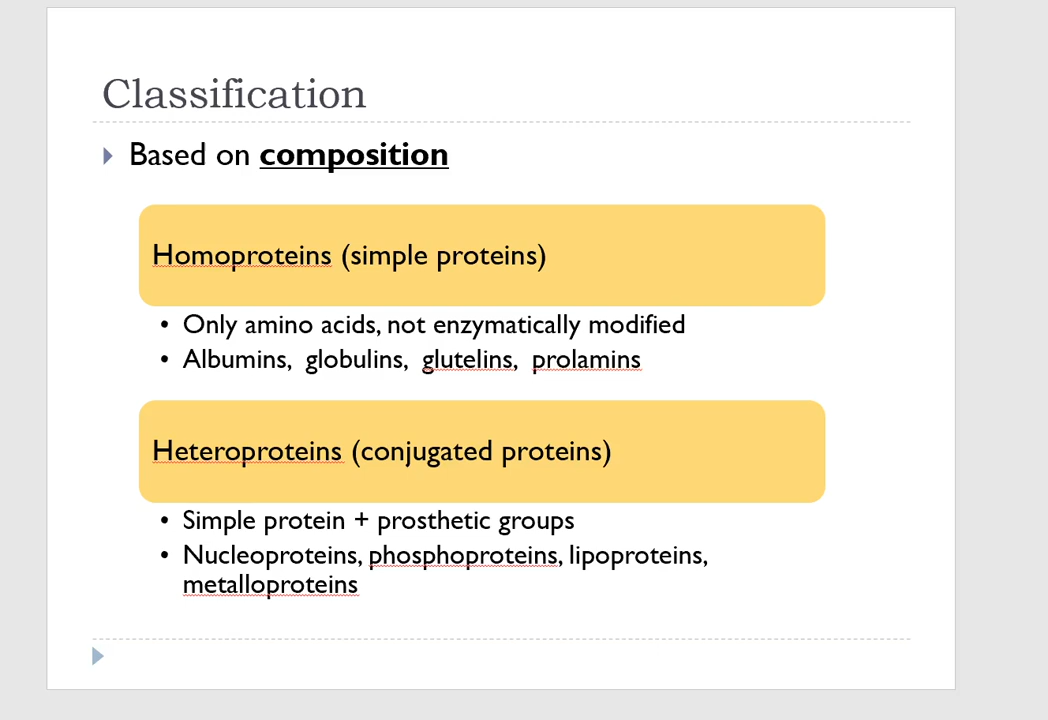 Classification
Based on composition
Homoproteins (simple proteins)
• Only amino acids, not enzymatically modified
• Albumins, globulins, glutelins, prolamins
Heteroproteins (conjugated proteins)
• Simple protein + prosthetic groups
• Nucleoproteins, phosphoproteins, lipoproteins,
metalloproteins